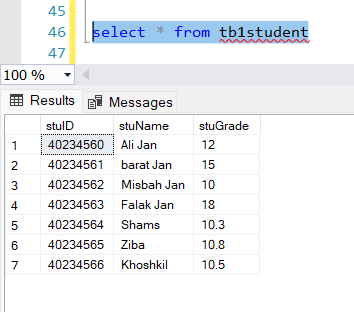 45
46 select * from tb1student
47
100 %
Results Messages
stuID stuName stuGrade
1 40234560 Ali Jan 12
2 40234561 barat Jan 15
3 40234562 Misbah Jan 10
4 40234563 Falak Jan 18
5 40234564 Shams 10.3
6 40234565 Ziba 10.8
7 40234566 Khoshkil 10.5